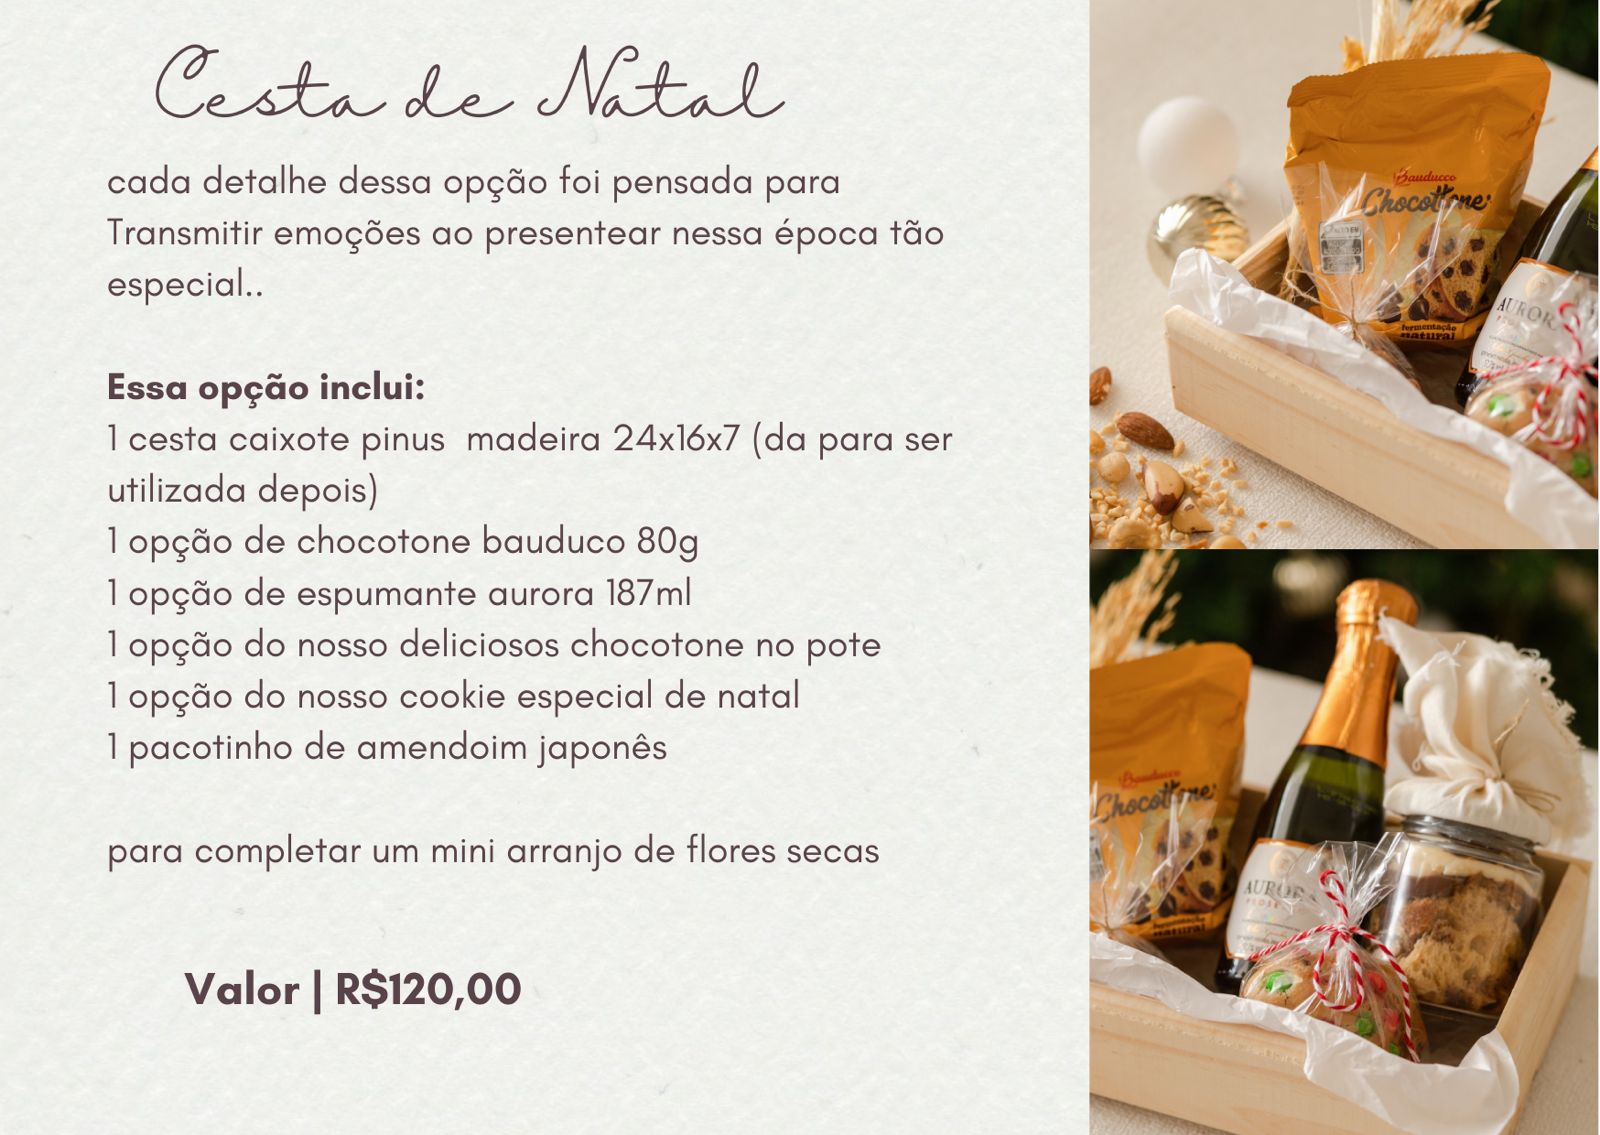 Cesta de Natal
cada detalhe dessa opção foi pensada para
Transmitir emoções ao presentear nessa época tão
especial..
Essa opção inclui:
1 cesta caixote pinus  madeira 24x16x7 (da para ser
utilizada depois)
1 opção de chocotone bauduco 80g
1 opção de espumante aurora 187ml
1 opção do nosso deliciosos chocotone no pote
1 opção do nosso cookie especial de natal
1 pacotinho de amendoim japonês
para completar um mini arranjo de flores secas
Valor | R$120,00
Bauducco
Chocottone
fermentação
natural
AURORA
Bauducco
Chocottone
fermentação
natural